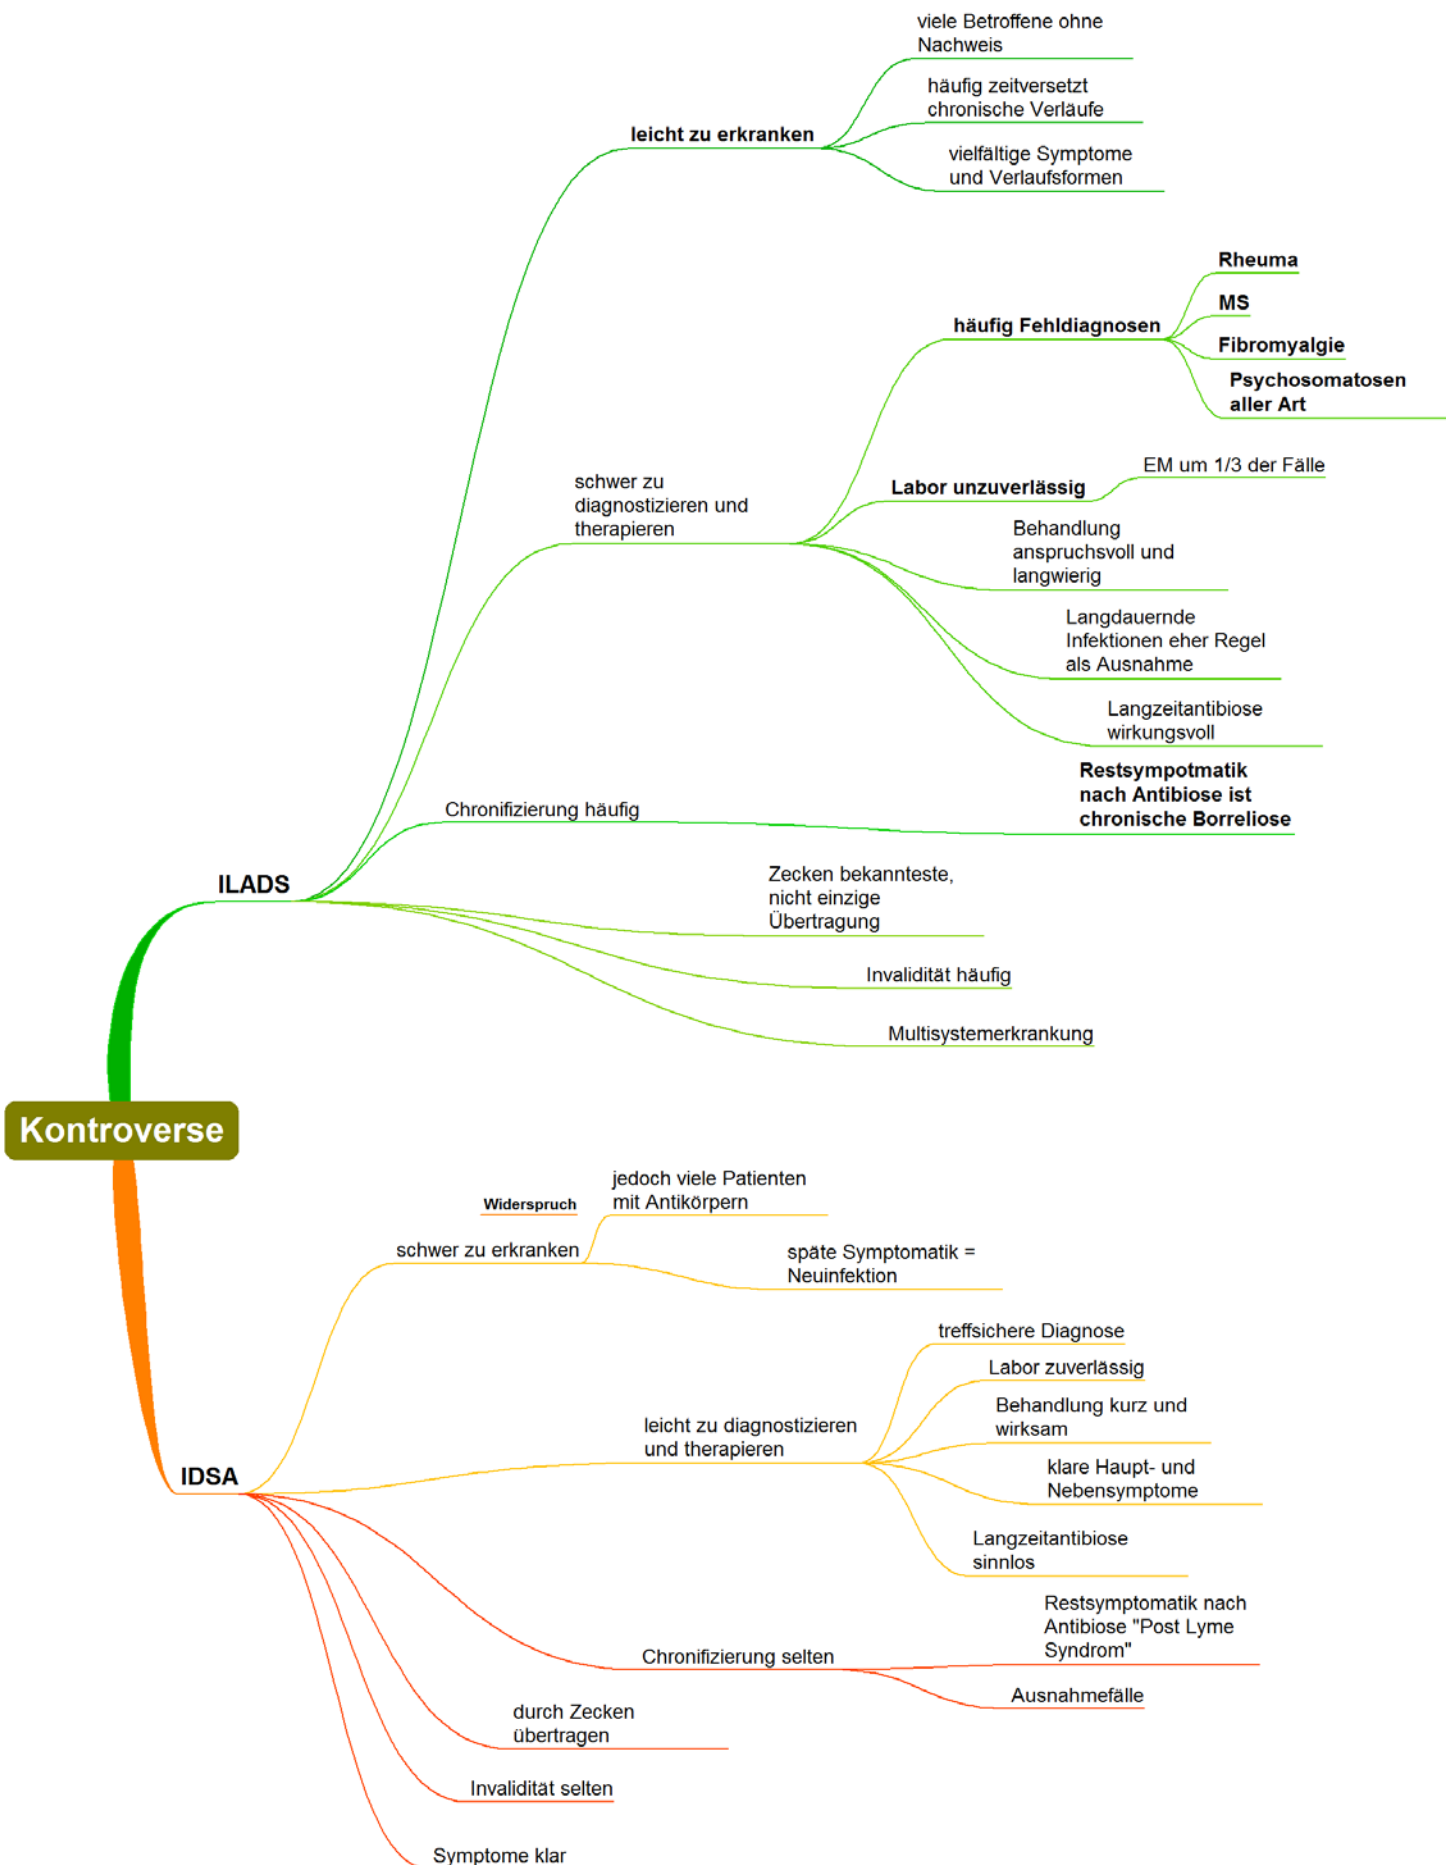 viele Betroffene ohne
Nachweis
häufig zeitversetzt
chronische Verläufe
leicht zu erkranken
vielfältige Symptome
und Verlaufsformen
Rheuma
MS
häufig Fehldiagnosen
Fibromyalgie
Psychosomatosen
aller Art
EM um 1/3 der Fälle
Labor unzuverlässig
schwer zu
diagnostizieren und
therapieren
Behandlung
anspruchsvoll und
langwierig
Langdauernde
Infektionen eher Regel
als Ausnahme
Langzeitantibiose
wirkungsvoll
Restsympotmatik
nach Antibiose ist
chronische Borreliose
Chronifizierung häufig
ILADS
Zecken bekannteste,
nicht einzige
Übertragung
Invalidität häufig
Multisystemerkrankung
Kontroverse
jedoch viele Patienten
mit Antikörpern
Widerspruch
schwer zu erkranken
späte Symptomatik =
Neuinfektion
treffsichere Diagnose
Labor zuverlässig
Behandlung kurz und
wirksam
leicht zu diagnostizieren
und therapieren
klare Haupt- und
Nebensymptome
IDSA
Langzeitantibiose
sinnlos
Restsymptomatik nach
Antibiose "Post Lyme
Syndrom"
Chronifizierung selten
Ausnahmefälle
durch Zecken
übertragen
Invalidität selten
Symptome klar